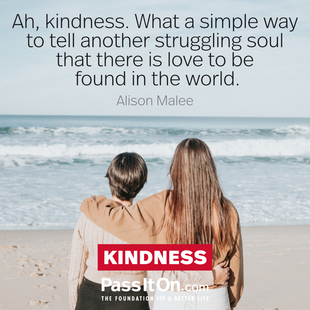 Ah, kindness. What a simple way
to tell another struggling soul
that there is love to be
found in the world.
Alison Malee
KINDNESS
PassItOn.com
THE FOUNDATION FOR A BETTER LIFE